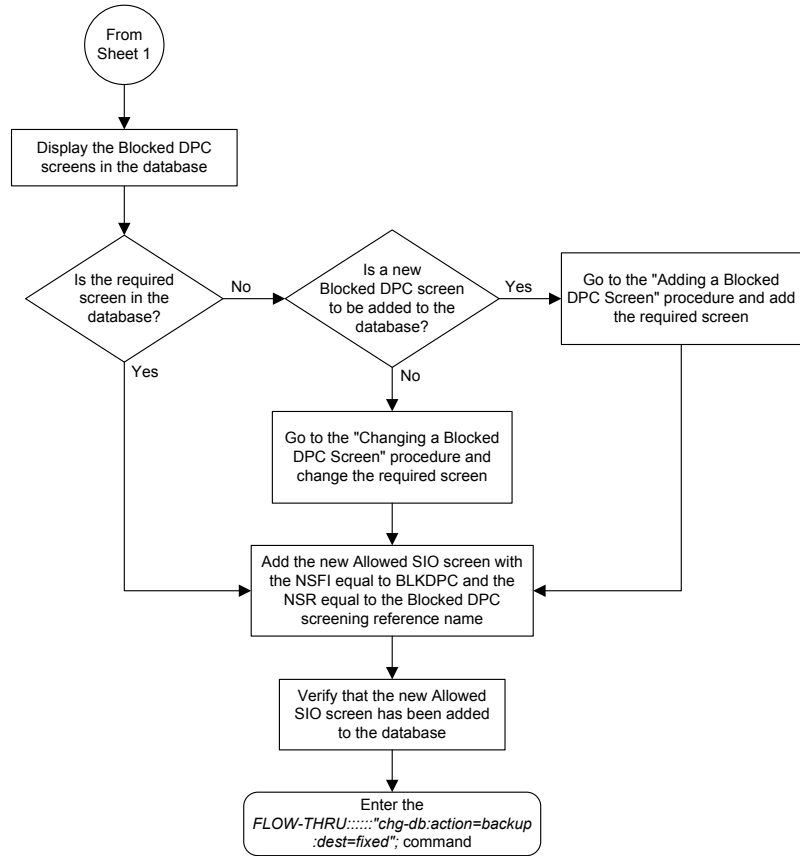 From
Sheet 1
Display the Blocked DPC
screens in the database
Is the required
screen in the
database?
No
Yes
Is a new
Blocked DPC screen
to be added to the
database?
Yes
No
Go to the "Adding a Blocked
DPC Screen" procedure and add
the required screen
Go to the "Changing a Blocked
DPC Screen" procedure and
change the required screen
Add the new Allowed SIO screen with
the NSFI equal to BLKDPC and the
NSR equal to the Blocked DPC
screening reference name
Verify that the new Allowed
SIO screen has been added
to the database
Enter the
FLOW-THRU::::::"chg-db:action=backup
:dest=fixed"; command